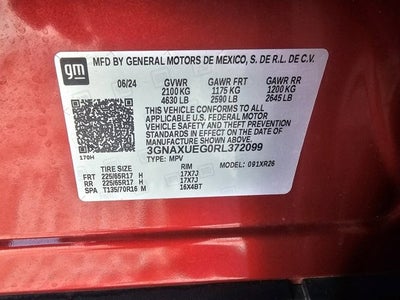 gm
MFD BY GENERAL MOTORS DE MEXICO, S. DE R.L. DE C.V.
06/24 GVWR GAWR FRT GAWR RR
2100 KG 1175 KG 1200 KG
4630 LB 2590 LB 2645 LB
THIS VEHICLE CONFORMS TO ALL
APPLICABLE U.S. FEDERAL MOTOR
VEHICLE SAFETY, BUMPER, AND
THEFT PREVENTION STANDARDS
IN EFFECT ON THE DATE OF
MANUFACTURE SHOWN ABOVE.
3GNAXUEG0RL372099
TYPE: MPV MODEL: 091XR26
TIRE SIZE RIM
FRT 225/65R17 H 17X7J
RR 225/65R17 H 17X7J
SPA T135/70R16 M 16X4BT